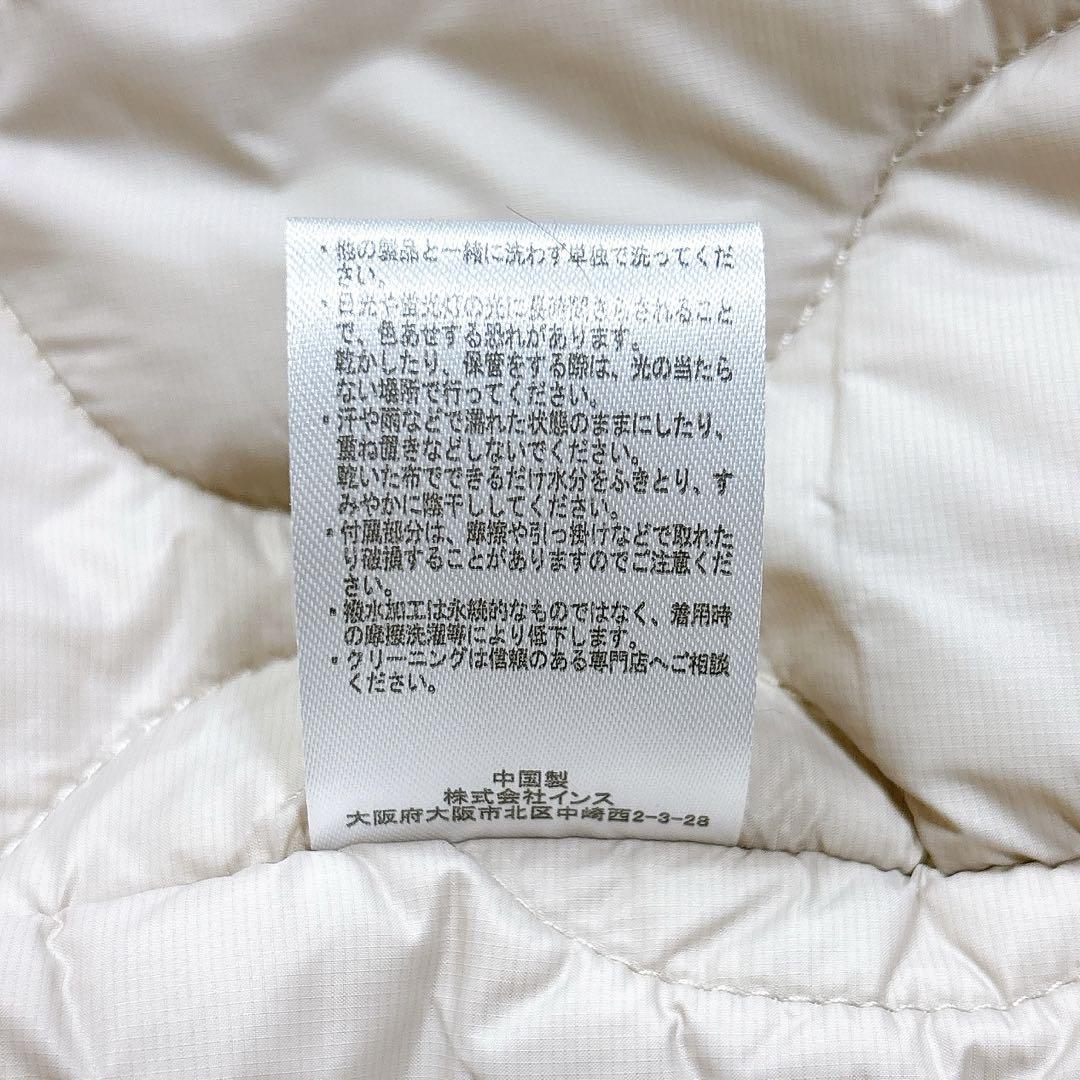 ・他の製品と一緒に洗わず単独で洗ってくだ
さい。
・日光や蛍光灯の光に長時間さらされること
で、色あせする恐れがあります。
乾かしたり、保管をする際は、光の当たら
ない場所で行ってください。
・汗や雨などで濡れた状態のままにしたり、
重ね置きなどしないでください。
乾いた布でできるだけ水分をふきとり、す
みやかに陰干ししてください。
・付属部分は、摩擦や引っ掛けなどで取れた
り破損することがありますのでご注意くだ
さい。
・撥水加工は永続的なものではなく、着用時
の摩擦洗濯等により低下します。
・クリーニングは信頼のある専門店へご相談
ください。
中国製
株式会社インス
大阪府大阪市北区中崎西2-3-28